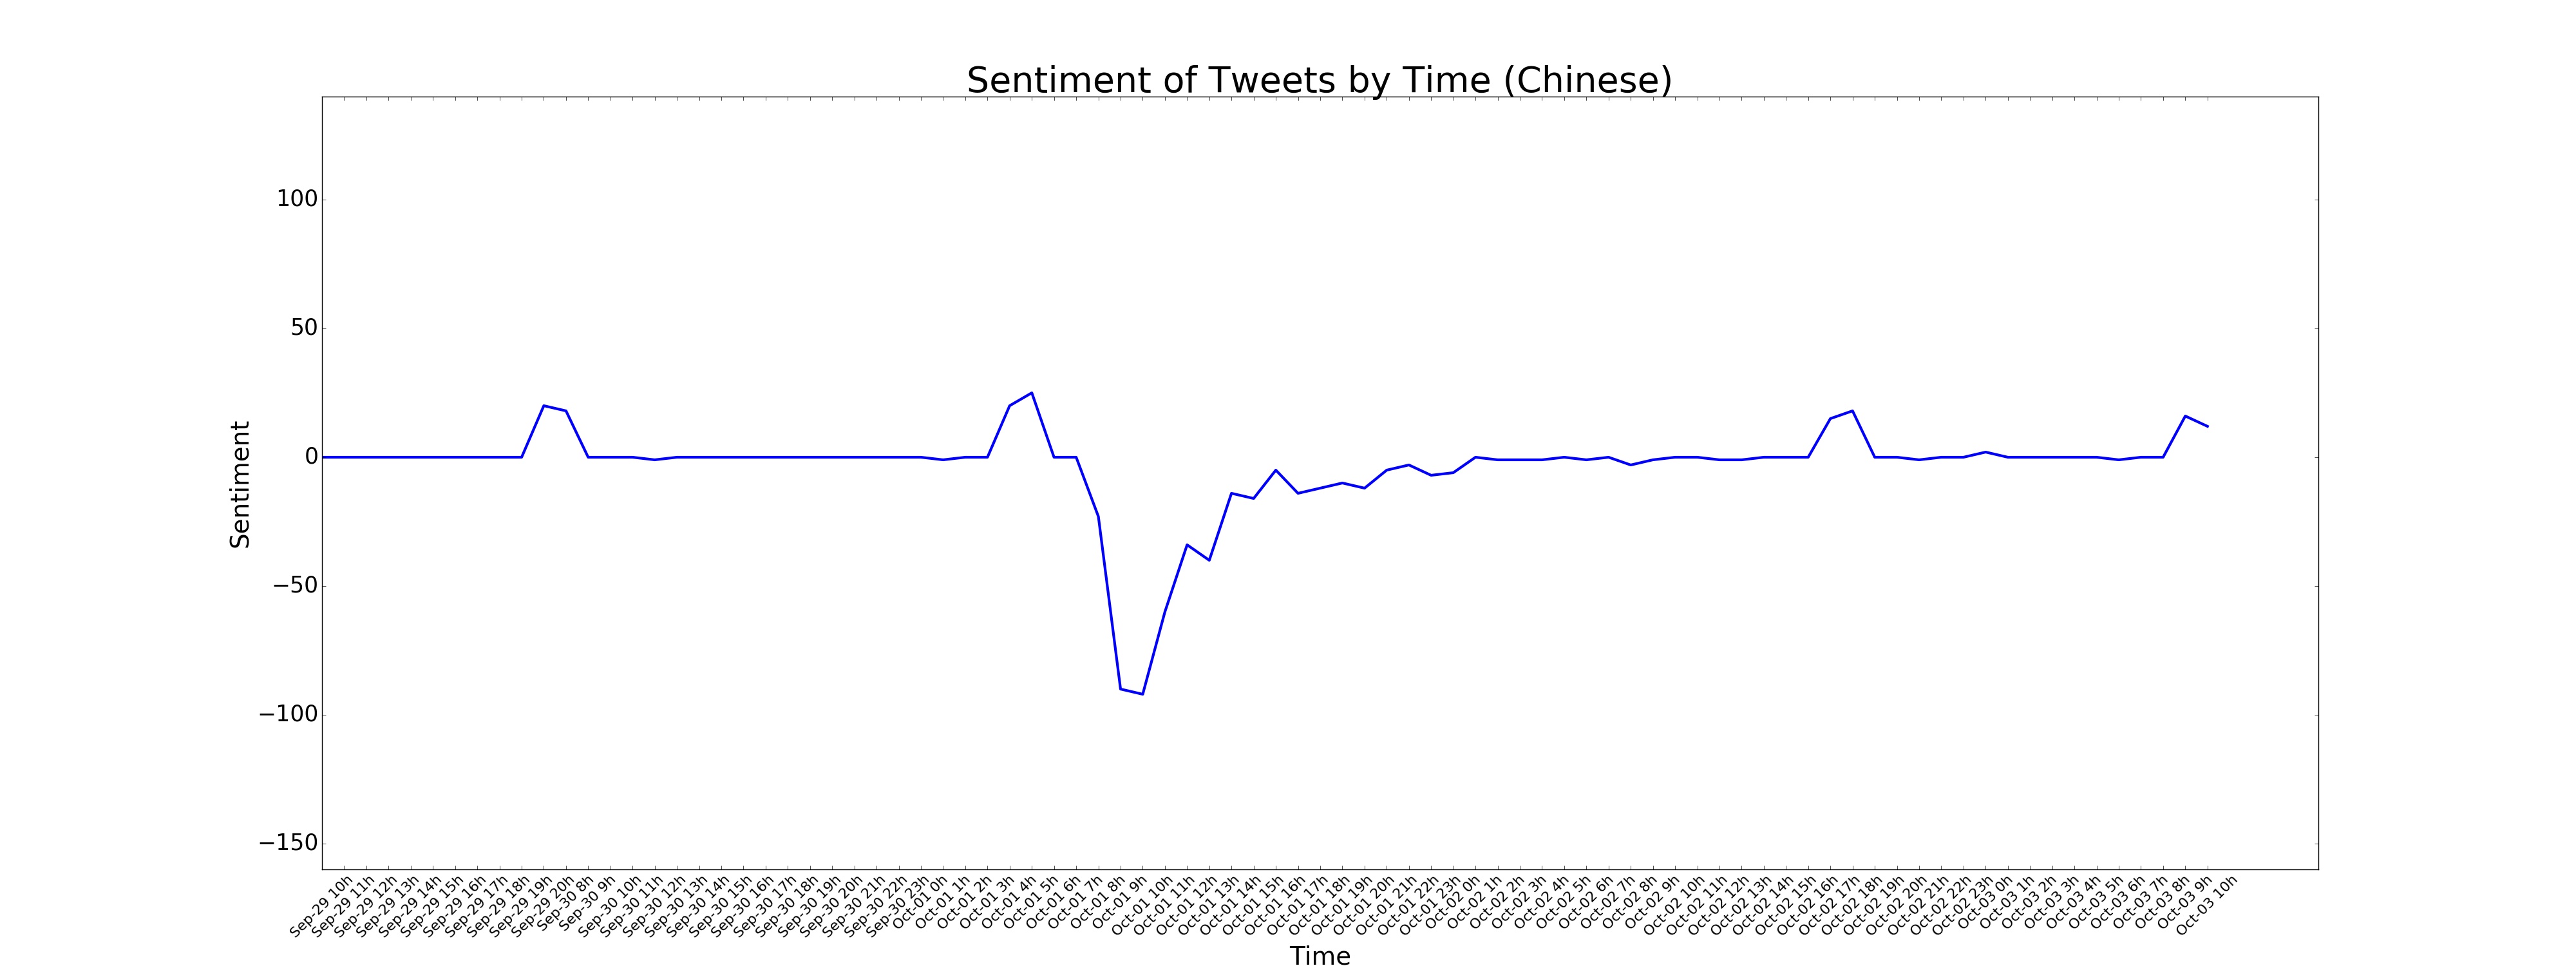 Sentiment of Tweets by Time (Chinese)
100
50
0
−50
−100
−150
Sentiment
Sep-29 10h
Sep-29 11h
Sep-29 12h
Sep-29 13h
Sep-29 14h
Sep-29 15h
Sep-29 16h
Sep-29 17h
Sep-29 18h
Sep-29 19h
Sep-29 20h
Sep-30 8h
Sep-30 9h
Sep-30 10h
Sep-30 11h
Sep-30 12h
Sep-30 13h
Sep-30 14h
Sep-30 15h
Sep-30 16h
Sep-30 17h
Sep-30 18h
Sep-30 19h
Sep-30 20h
Sep-30 21h
Sep-30 22h
Sep-30 23h
Oct-01 0h
Oct-01 1h
Oct-01 2h
Oct-01 3h
Oct-01 4h
Oct-01 5h
Oct-01 6h
Oct-01 7h
Oct-01 8h
Oct-01 9h
Oct-01 10h
Oct-01 11h
Oct-01 12h
Oct-01 13h
Oct-01 14h
Oct-01 15h
Oct-01 16h
Oct-01 17h
Oct-01 18h
Oct-01 19h
Oct-01 20h
Oct-01 21h
Oct-01 22h
Oct-01 23h
Oct-02 0h
Oct-02 1h
Oct-02 2h
Oct-02 3h
Oct-02 4h
Oct-02 5h
Oct-02 6h
Oct-02 7h
Oct-02 8h
Oct-02 9h
Oct-02 10h
Oct-02 11h
Oct-02 12h
Oct-02 13h
Oct-02 14h
Oct-02 15h
Oct-02 16h
Oct-02 17h
Oct-02 18h
Oct-02 19h
Oct-02 20h
Oct-02 21h
Oct-02 22h
Oct-02 23h
Oct-03 0h
Oct-03 1h
Oct-03 2h
Oct-03 3h
Oct-03 4h
Oct-03 5h
Oct-03 6h
Oct-03 7h
Oct-03 8h
Oct-03 9h
Oct-03 10h
Time